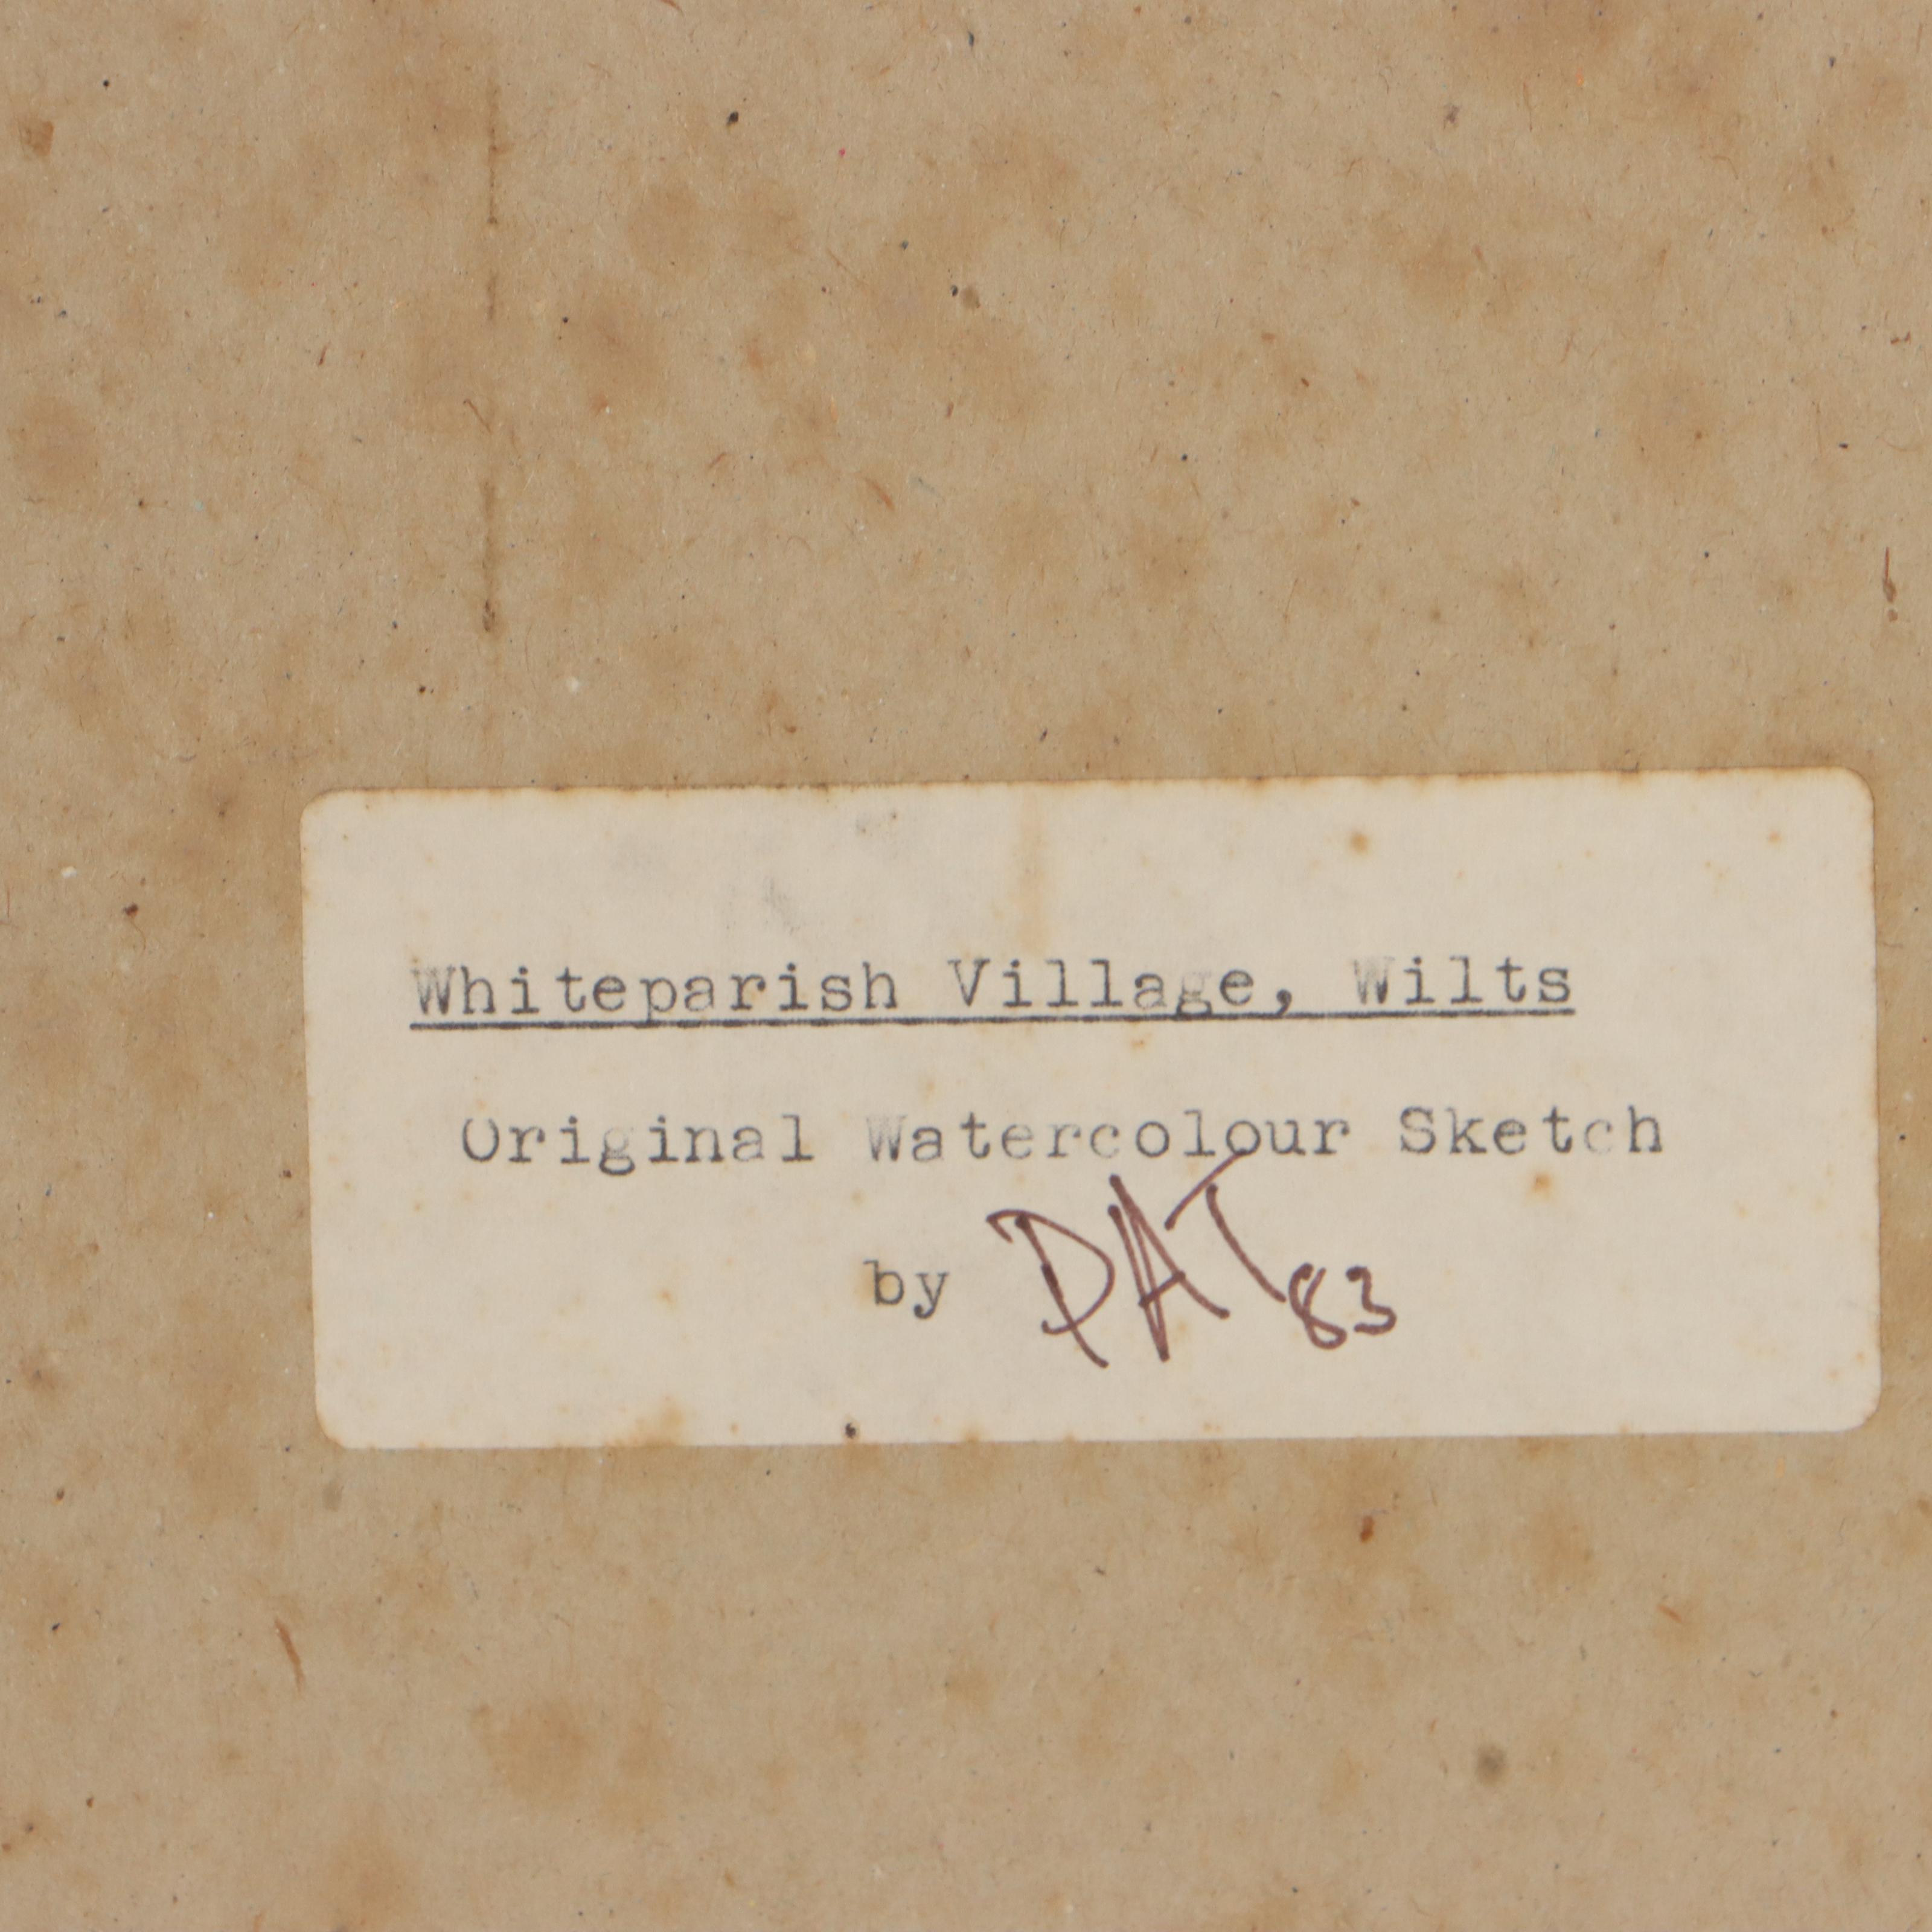 Whiteparish Village, Wilts
Original Watercolour Sketch
by PAT 83